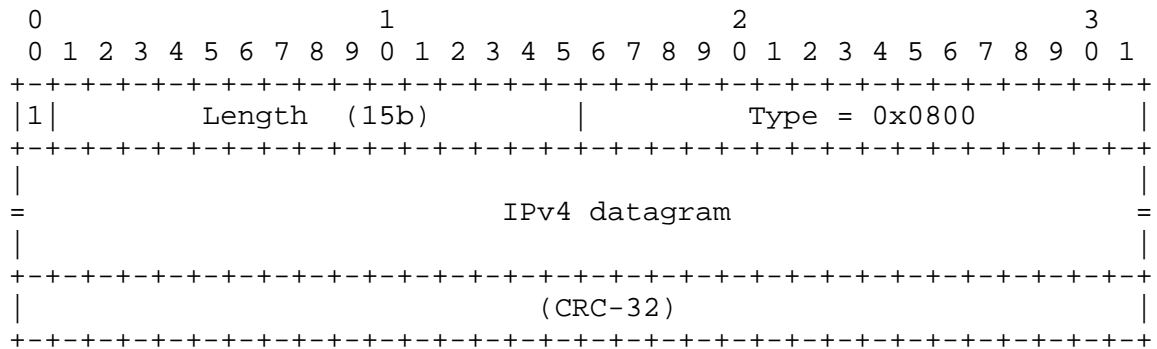 0                   1                   2                   3
 0 1 2 3 4 5 6 7 8 9 0 1 2 3 4 5 6 7 8 9 0 1 2 3 4 5 6 7 8 9 0 1
+-+-+-+-+-+-+-+-+-+-+-+-+-+-+-+-+-+-+-+-+-+-+-+-+-+-+-+-+-+-+-+-+
|1|        Length  (15b)        |         Type = 0x0800         |
+-+-+-+-+-+-+-+-+-+-+-+-+-+-+-+-+-+-+-+-+-+-+-+-+-+-+-+-+-+-+-+-+
|                                                               |
=                           IPv4 datagram                       =
|                                                               |
+-+-+-+-+-+-+-+-+-+-+-+-+-+-+-+-+-+-+-+-+-+-+-+-+-+-+-+-+-+-+-+-+
|                             (CRC-32)                          |
+-+-+-+-+-+-+-+-+-+-+-+-+-+-+-+-+-+-+-+-+-+-+-+-+-+-+-+-+-+-+-+-+